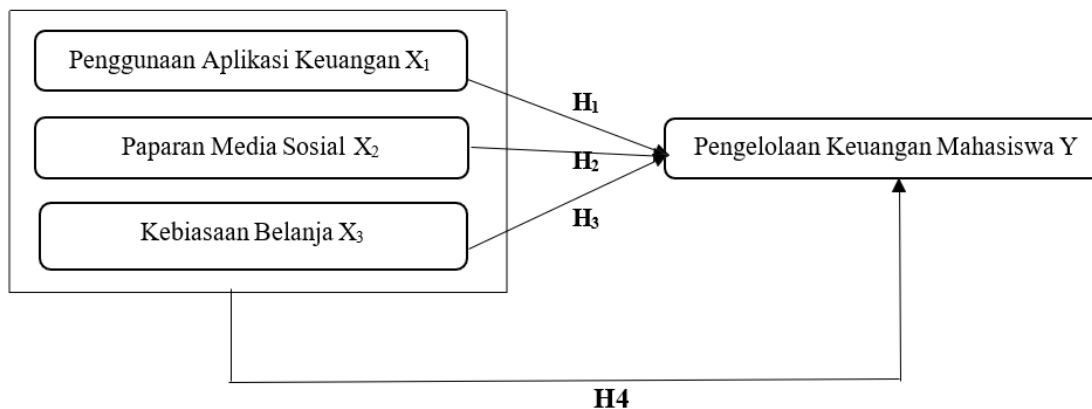 Penggunaan Aplikasi Keuangan X₁
H₁
Paparan Media Sosial X₂
Pengelolaan Keuangan Mahasiswa Y
H₂
Kebiasaan Belanja X₃
H₃
H4